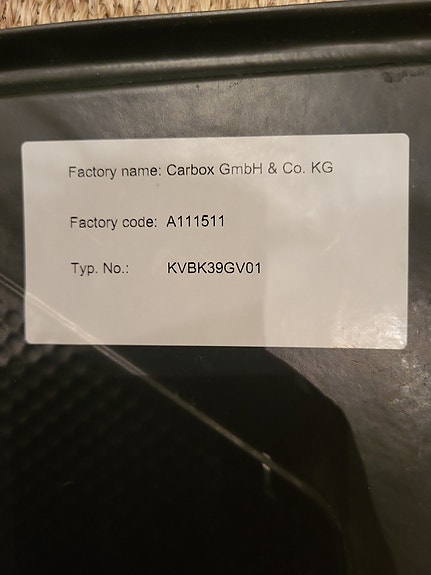 Factory name: Carbox GmbH & Co. KG
Factory code: A111511
Typ. No.: KVBK39GV01